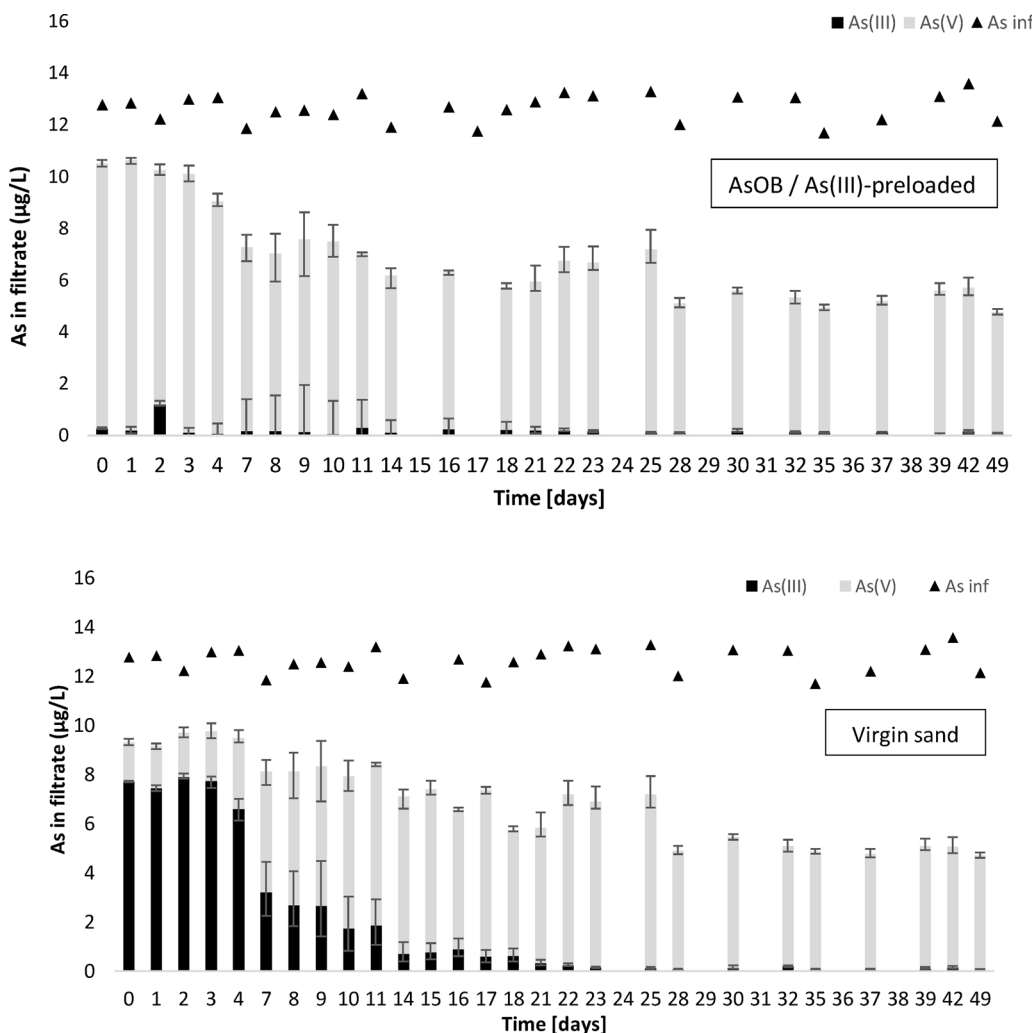 16
14
12
10
8
6
4
2
0
As in filtrate (µg/L)
As(III) As(V) As inf
AsOB / As(III)-preloaded
0 1 2 3 4 7 8 9 10 11 14 15 16 17 18 21 22 23 24 25 28 29 30 31 32 35 36 37 38 39 42 49
Time [days]
16
14
12
10
8
6
4
2
0
As in filtrate (µg/L)
As(III) As(V) As inf
Virgin sand
0 1 2 3 4 7 8 9 10 11 14 15 16 17 18 21 22 23 24 25 28 29 30 31 32 35 36 37 38 39 42 49
Time [days]